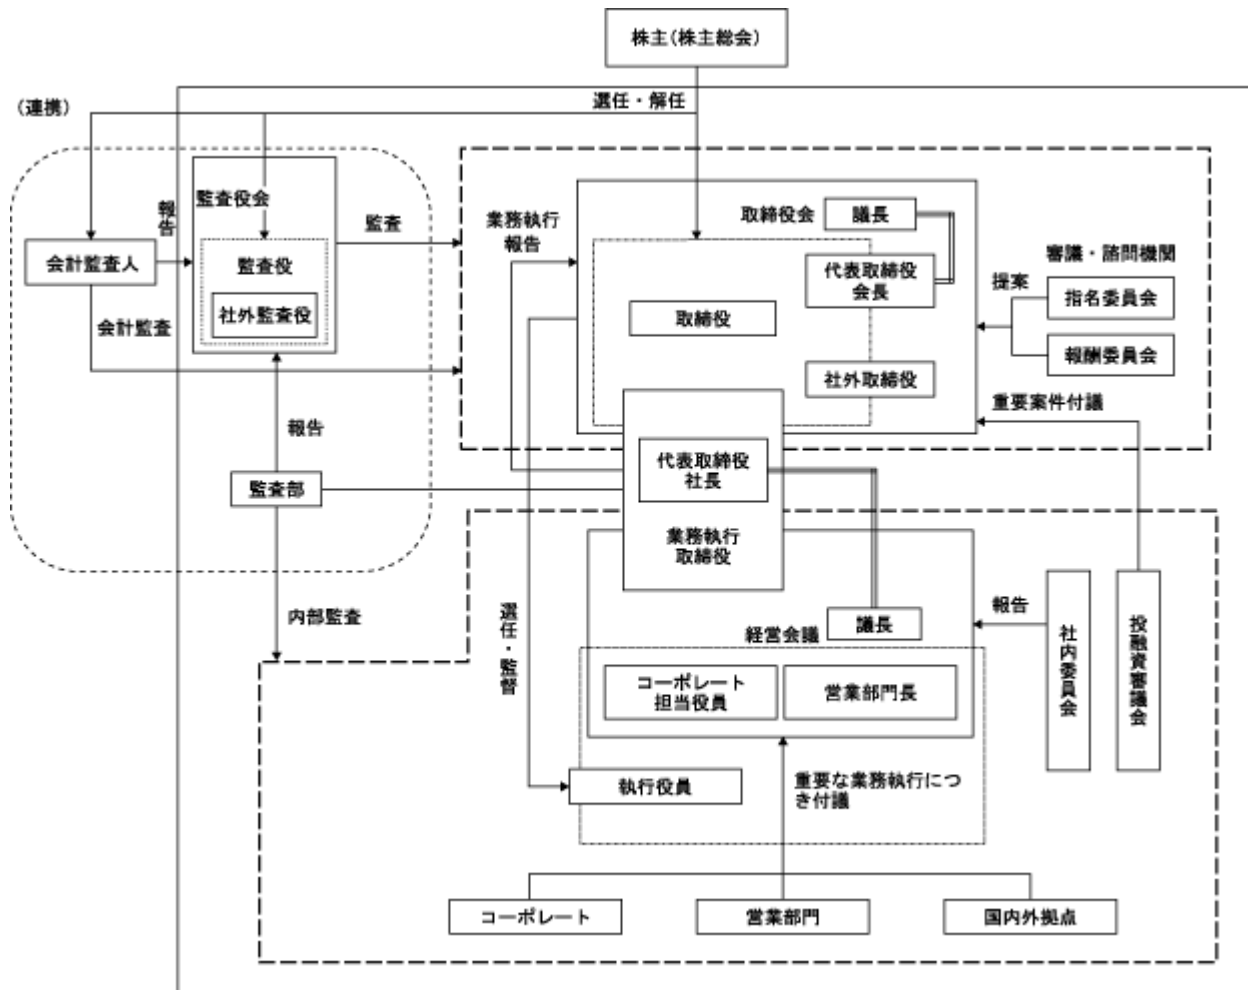 株主(株主総会)
(連携)
選任・解任
報告
監査役会
監査
会計監査人
監査役
社外監査役
会計監査
報告
監査部
内部監査
業務執行
報告
取締役会
議長
代表取締役
会長
取締役
社外取締役
審議・諮問機関
提案
指名委員会
報酬委員会
重要案件付議
代表取締役
社長
業務執行
取締役
選任・監督
議長
経営会議
コーポレート
担当役員
営業部門長
報告
社内委員会
投融資審議会
執行役員
重要な業務執行につ
き付議
コーポレート
営業部門
国内外拠点